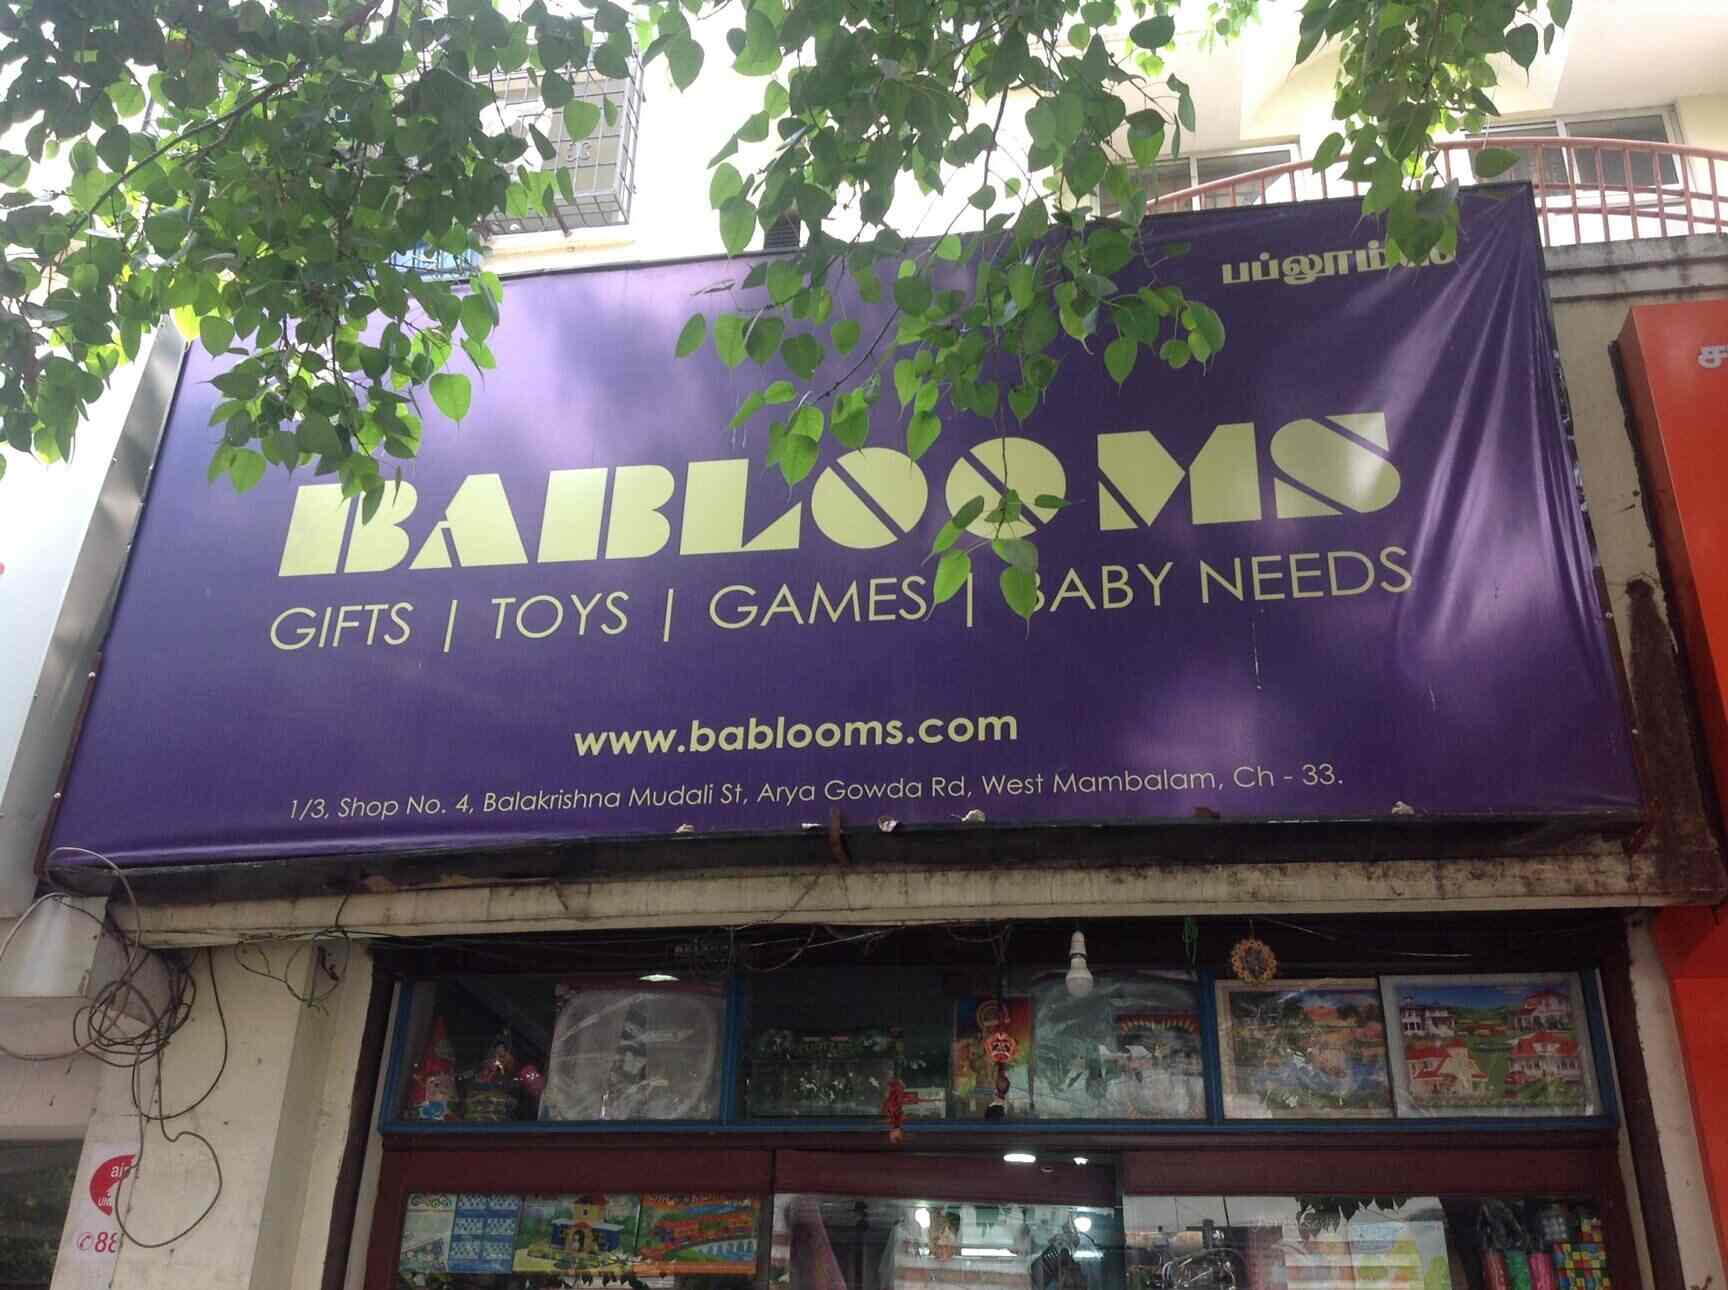 பப்லூம்ஸ்
BABLOOMS
GIFTS | TOYS | GAMES | BABY NEEDS
www.bablooms.com
1/3, Shop No. 4, Balakrishna Mudali St, Arya Gowda Rd, West Mambalam, Ch - 33.